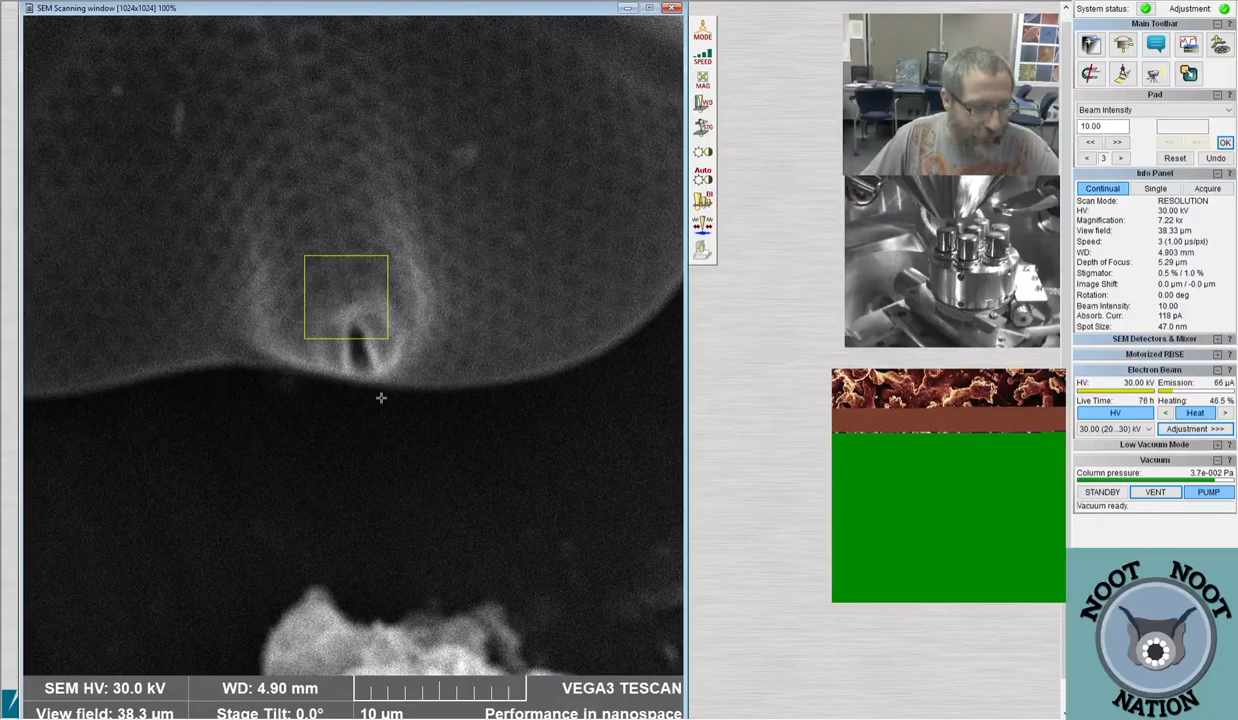 SEM Scanning window [1024x1024] 100%
MODE
SPEED
MAG
WD
Auto
System status:
Adjustment:
Main Toolbar
Pad
Beam Intensity
10.00
<< >>
OK
< 3 >
Reset
Undo
Info Panel
Continual
Single
Acquire
Scan Mode: RESOLUTION
HV: 30.00 kV
Magnification: 7.22 kx
View field: 38.33 µm
Speed: 3 (1.00 µs/pxl)
WD: 4.903 mm
Depth of Focus: 5.29 µm
Stigmator: 0.5 % / 1.0 %
Image Shift: 0.0 µm / -0.0 µm
Rotation: 0.00 deg
Beam Intensity: 10.00
Absorb. Curr: 118 pA
Spot Size: 47.0 nm
SEM Detectors & Mixer
Motorized RBSE
Electron Beam
HV: 30.00 kV Emission: 66 µA
Live Time: 76 h Heating: 46.5 %
HV
< Heat >
30.00 (20...30) kV
Adjustment >>>
Low Vacuum Mode
Vacuum
Column pressure: 3.7e-002 Pa
STANDBY
VENT
PUMP
Vacuum ready.
NOOT NOOT
NATION
SEM HV: 30.0 kV
WD: 4.90 mm
VEGA3 TESCAN
View field: 38.3 µm
Stage Tilt: 0.0°
10 µm
Performance in nanospace